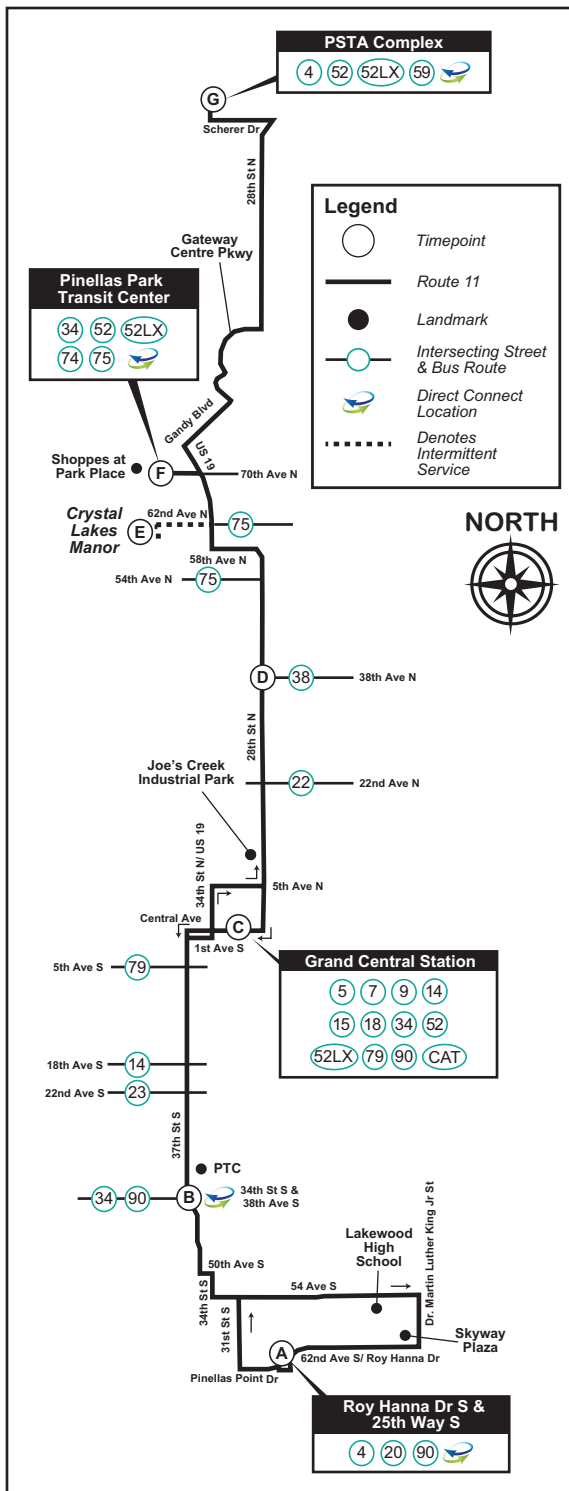 PSTA Complex
4 52 52LX 59
G
Scherer Dr
28th St N
Legend
Timepoint
Route 11
Landmark
Intersecting Street
& Bus Route
Direct Connect
Location
Denotes
Intermittent
Service
Gateway
Centre Pkwy
Pinellas Park
Transit Center
34 52 52LX
74 75
Gandy Blvd
US 19
Shoppes at
Park Place
F
70th Ave N
Crystal
Lakes
Manor
E
62nd Ave N
75
NORTH
58th Ave N
54th Ave N
75
D
38
38th Ave N
28th St N
Joe's Creek
Industrial Park
22
22nd Ave N
34th St N/ US 19
5th Ave N
Central Ave
C
1st Ave S
5th Ave S
79
Grand Central Station
5 7 9 14
15 18 34 52
52LX 79 90 CAT
18th Ave S
14
22nd Ave S
23
37th St S
PTC
34 90
B
34th St S &
38th Ave S
50th Ave S
34th St S
54 Ave S
Lakewood
High
School
Dr. Martin Luther King Jr St
31st St S
Skyway
Plaza
A
62nd Ave S/ Roy Hanna Dr
Pinellas Point Dr
Roy Hanna Dr S &
25th Way S
4 20 90